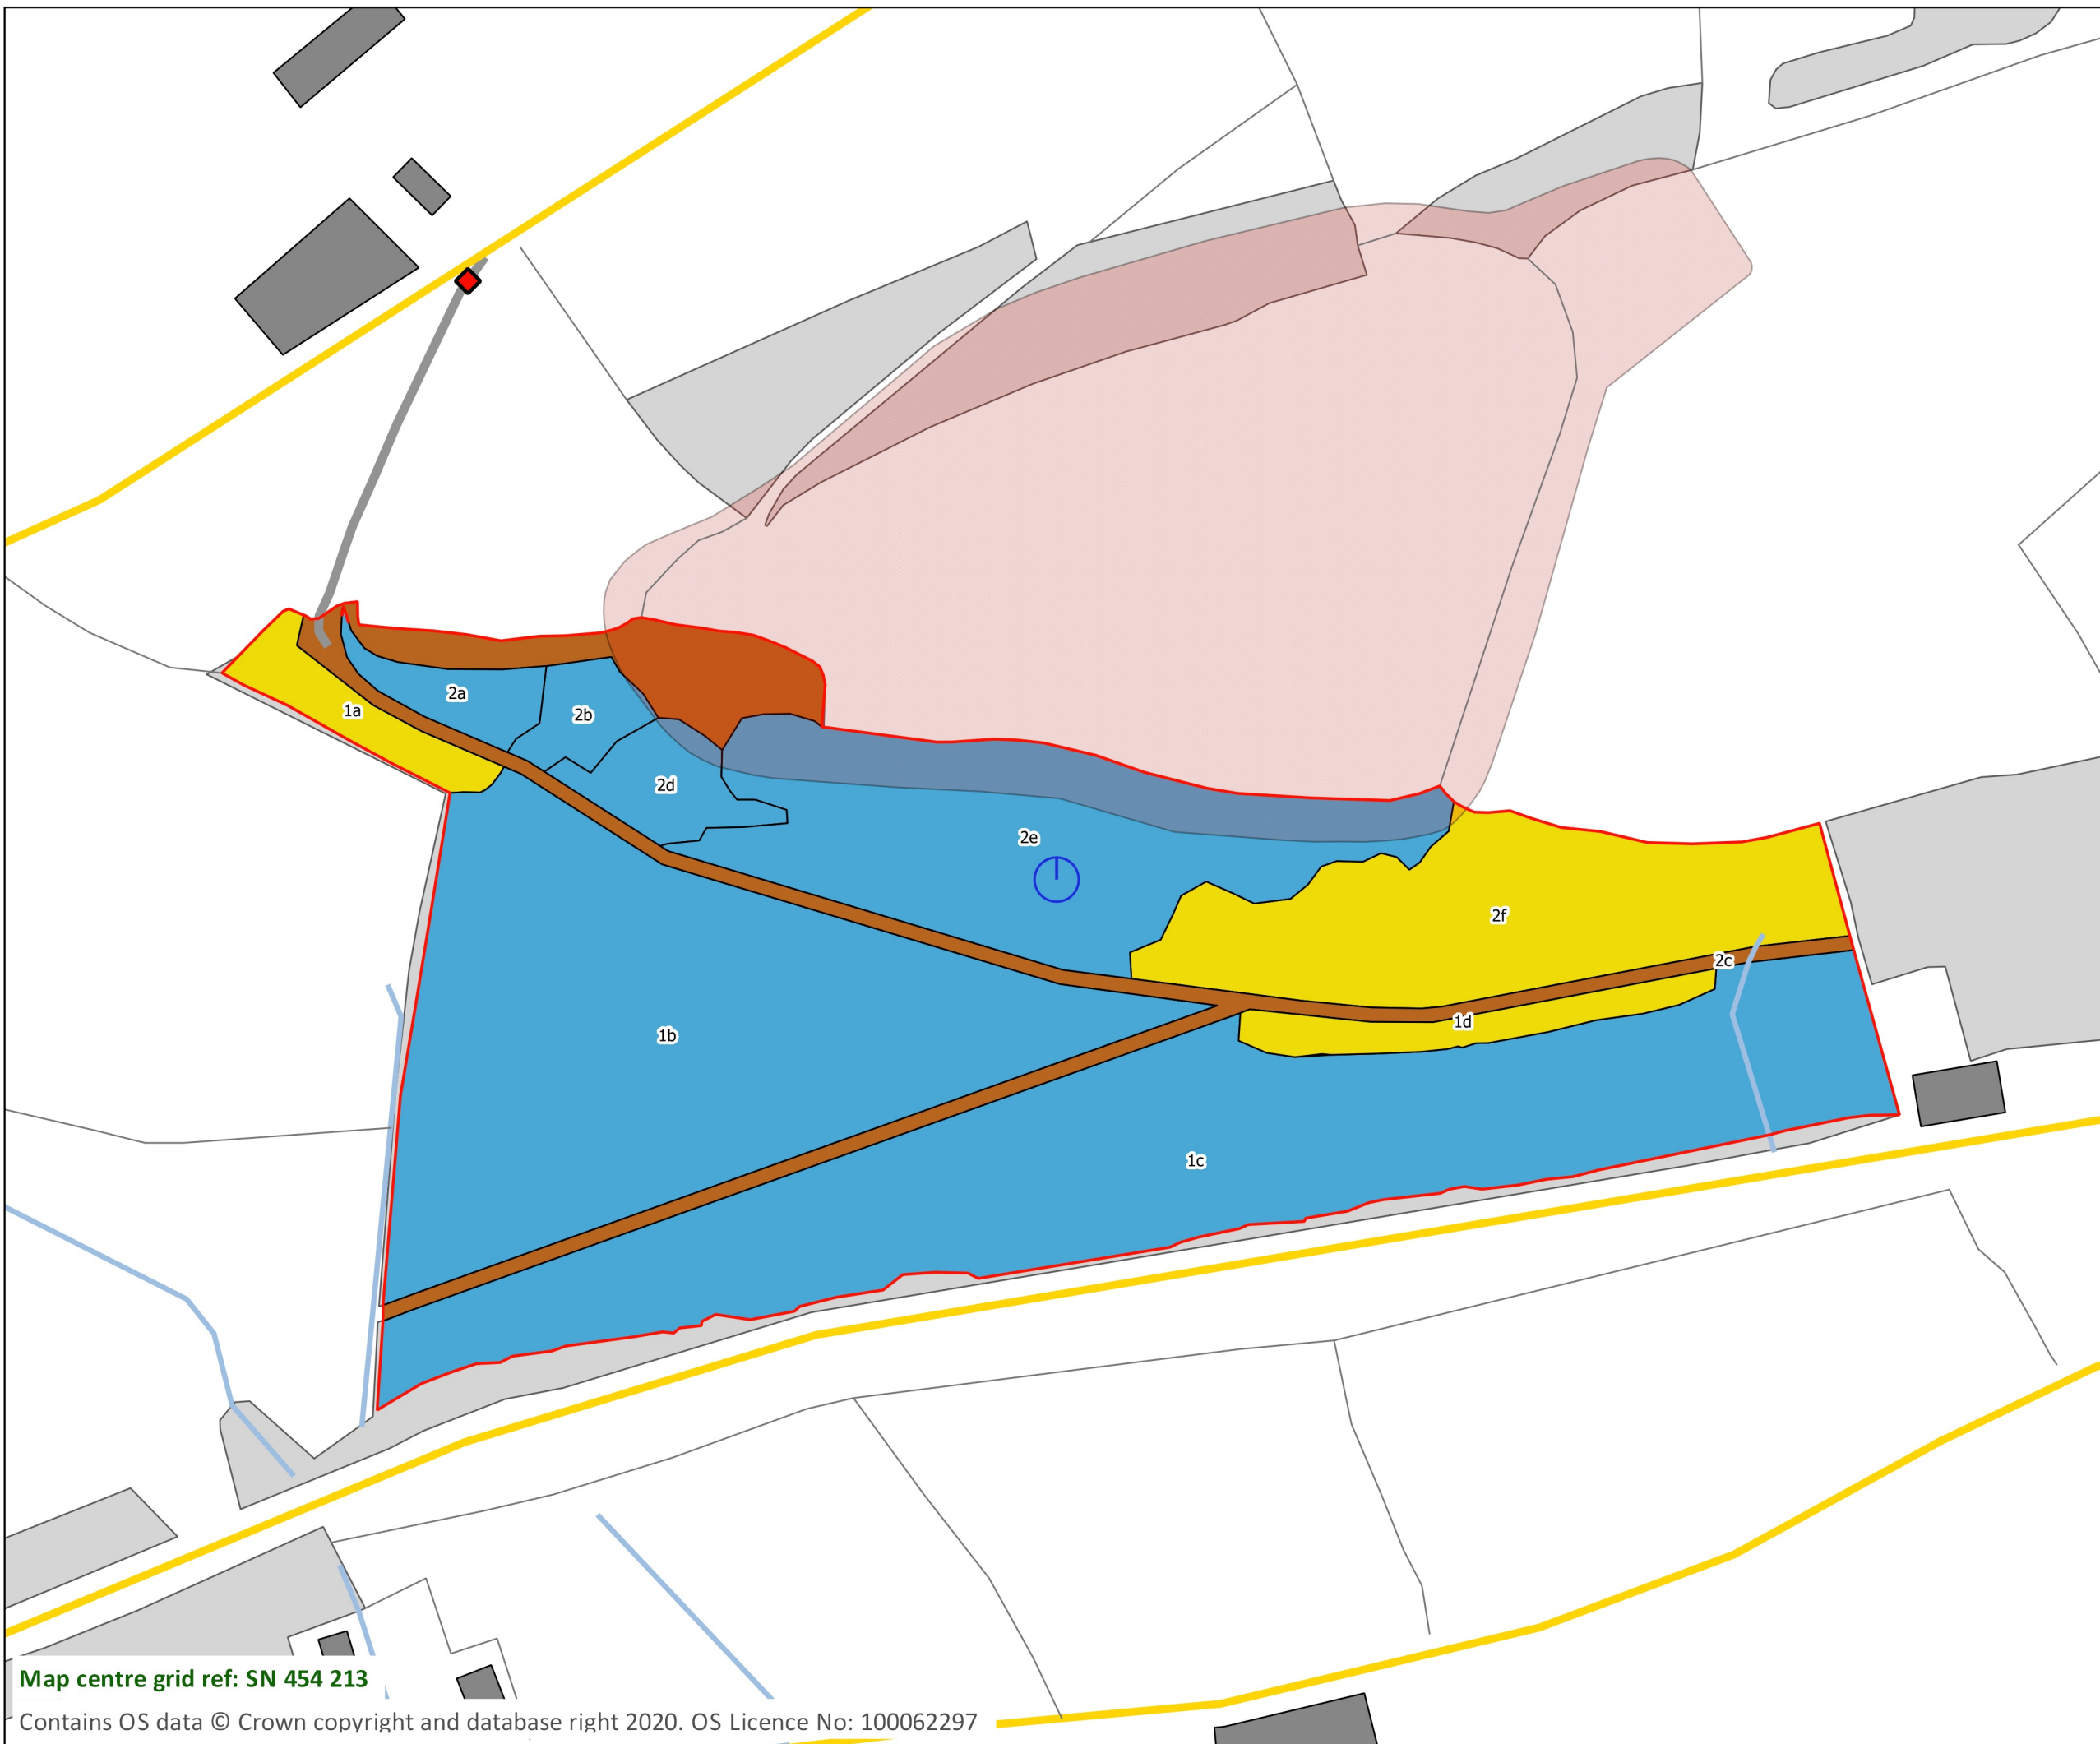 2a
1a
2b
2d
2e
2f
2c
1d
1b
1c
Map centre grid ref: SN 454 213
Contains OS data © Crown copyright and database right 2020. OS Licence No: 100062297